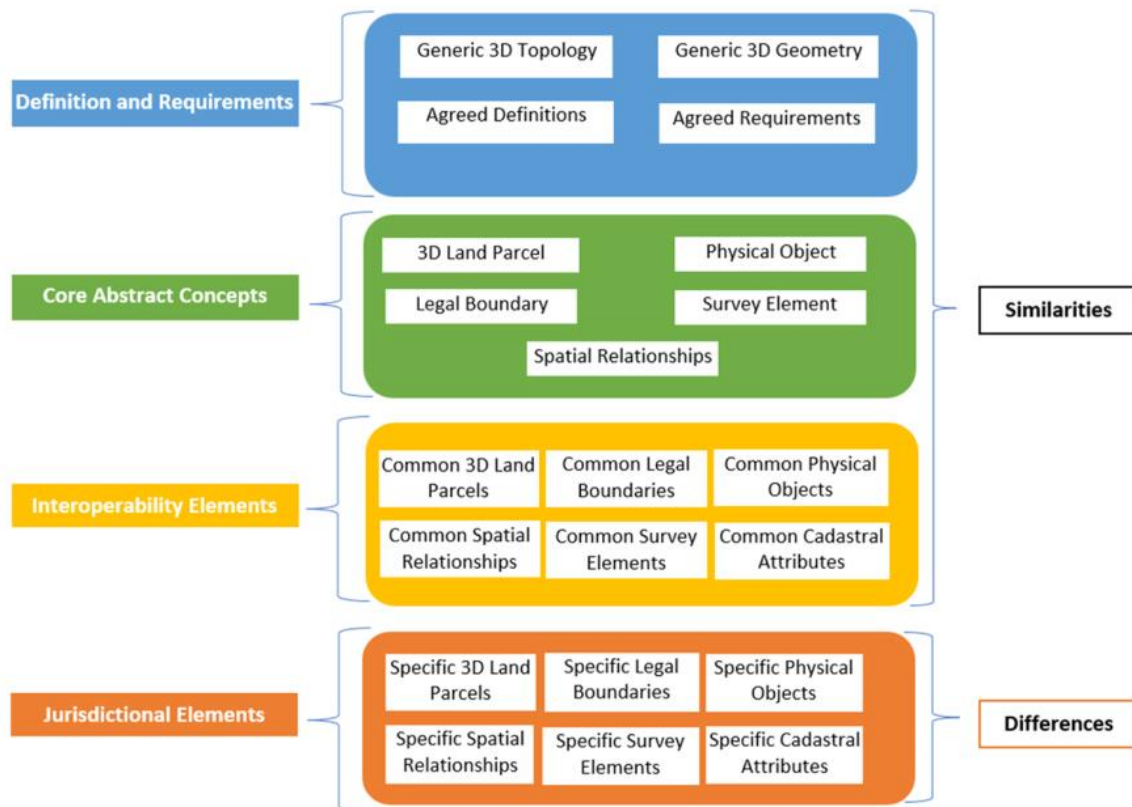 Definition and Requirements
Generic 3D Topology
Generic 3D Geometry
Agreed Definitions
Agreed Requirements
Core Abstract Concepts
3D Land Parcel
Physical Object
Legal Boundary
Survey Element
Spatial Relationships
Similarities
Interoperability Elements
Common 3D Land
Parcels
Common Legal
Boundaries
Common Physical
Objects
Common Spatial
Relationships
Common Survey
Elements
Common Cadastral
Attributes
Jurisdictional Elements
Specific 3D Land
Parcels
Specific Legal
Boundaries
Specific Physical
Objects
Specific Spatial
Relationships
Specific Survey
Elements
Specific Cadastral
Attributes
Differences